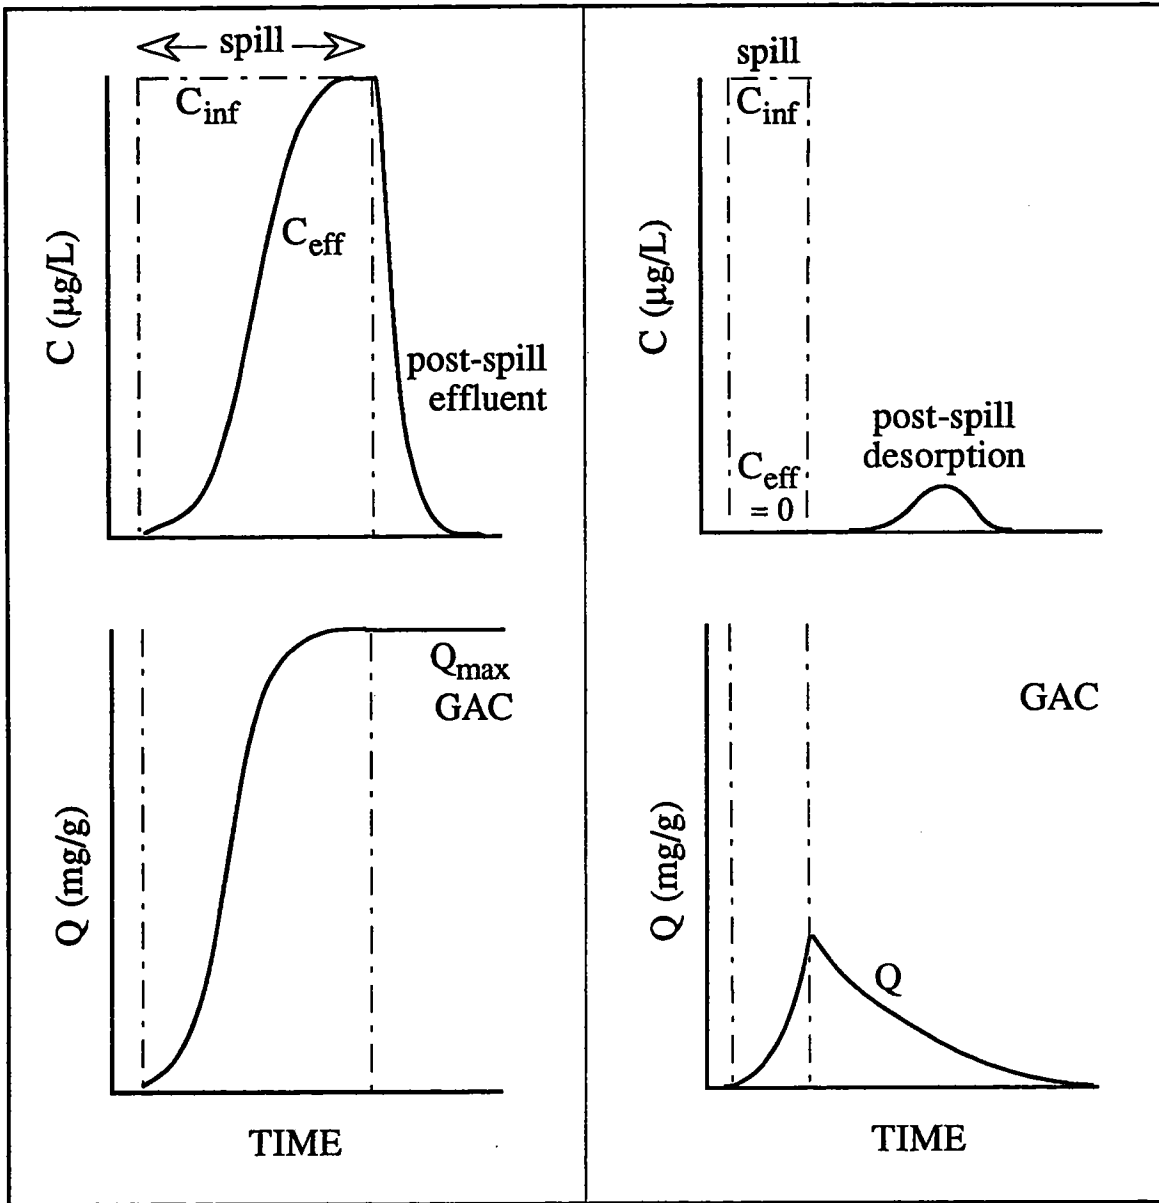 spill
C_inf
C_eff
post-spill
effluent
C (µg/L)
Q_max
GAC
Q (mg/g)
TIME
spill
C_inf
C_eff
= 0
post-spill
desorption
C (µg/L)
GAC
Q
Q (mg/g)
TIME